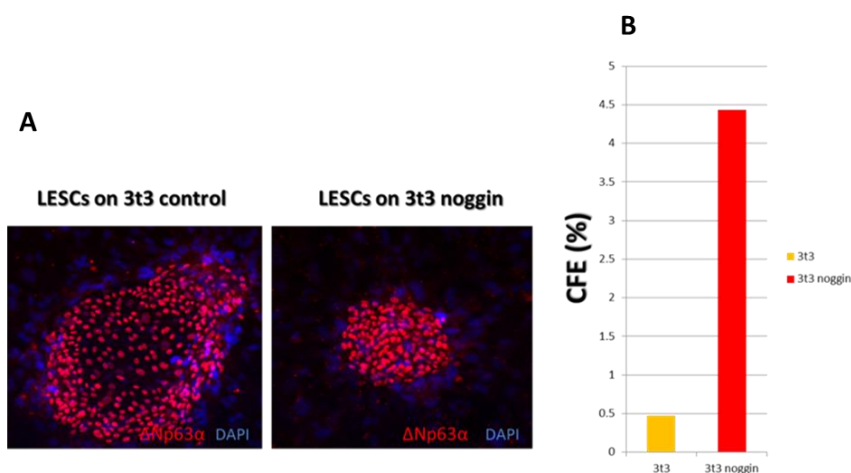 A
LESCs on 3t3 control
LESCs on 3t3 noggin
ΔNp63α DAPI
ΔNp63α DAPI
B
CFE (%)
5
4.5
4
3.5
3
2.5
2
1.5
1
0.5
0
3t3
3t3 noggin
3t3
3t3 noggin